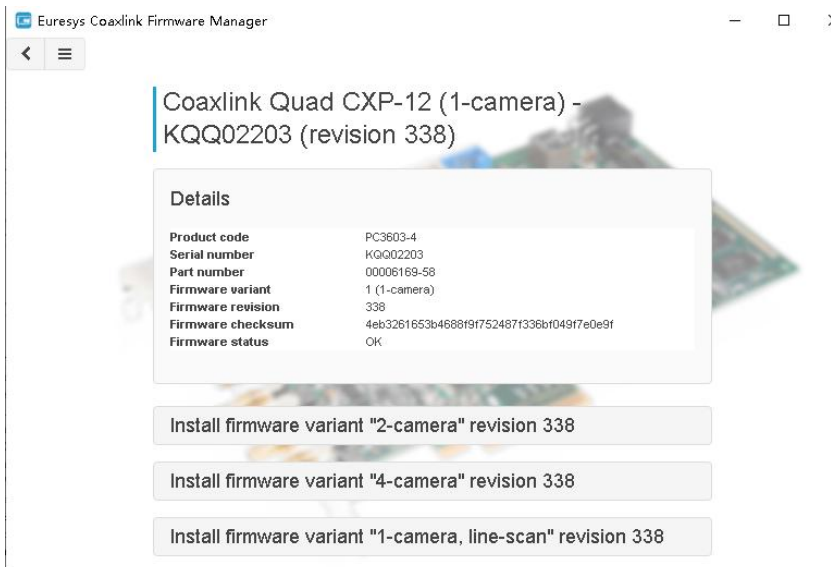 Euresys Coaxlink Firmware Manager
Coaxlink Quad CXP-12 (1-camera) -
KQQ02203 (revision 338)
Details
Product code PC3603-4
Serial number KQQ02203
Part number 00006169-58
Firmware variant 1 (1-camera)
Firmware revision 338
Firmware checksum 4eb3261653b4688f9f752487f336bf049f7e0e9f
Firmware status OK
Install firmware variant "2-camera" revision 338
Install firmware variant "4-camera" revision 338
Install firmware variant "1-camera, line-scan" revision 338